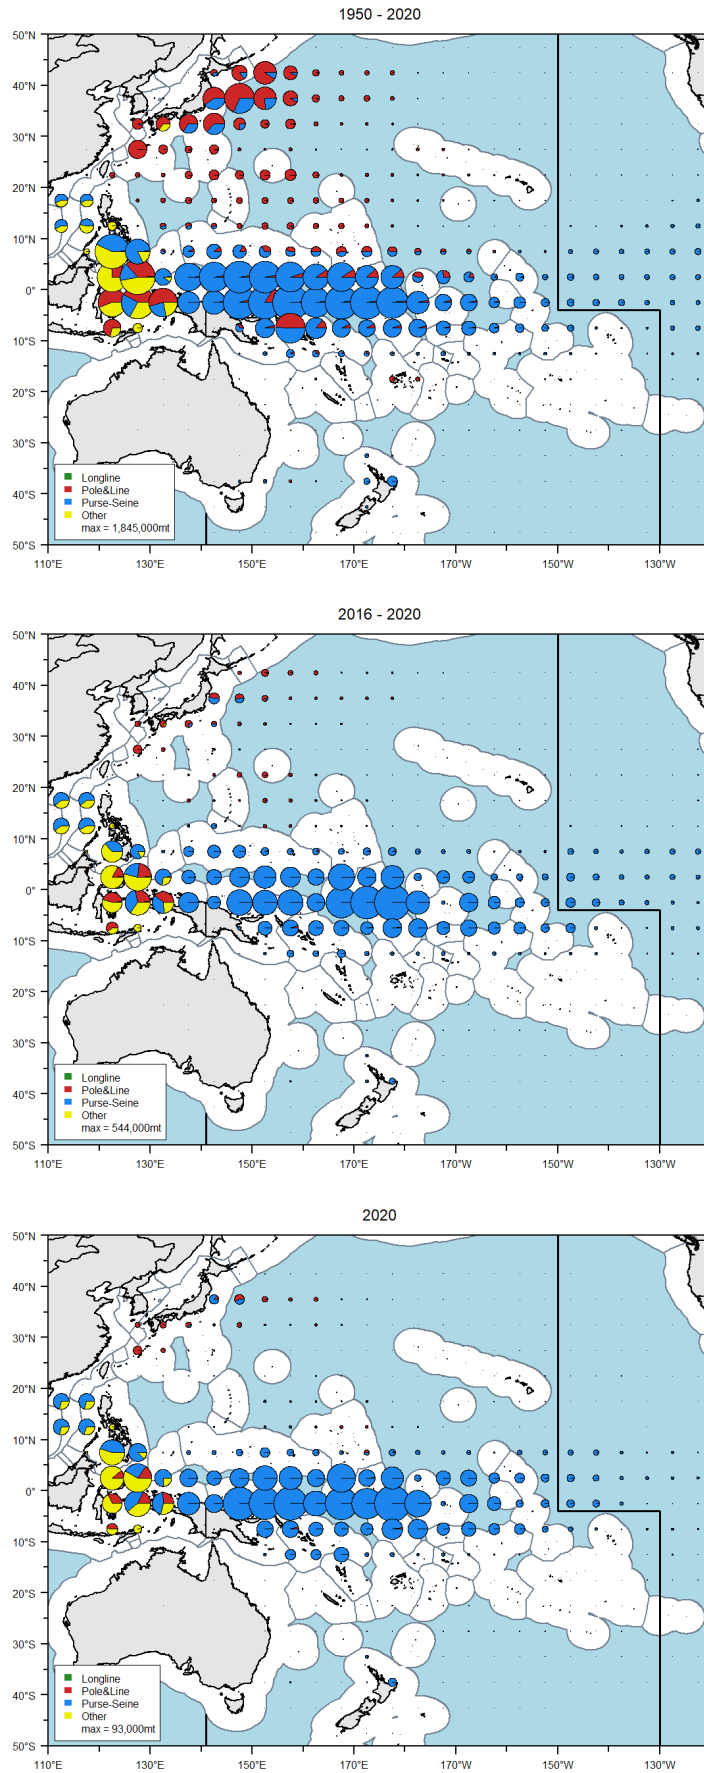 1950 - 2020
50°N
40°N
30°N
20°N
10°N
0°
10°S
20°S
30°S
40°S
50°S
Longline
Pole&Line
Purse-Seine
Other
max = 1,845,000mt
110°E 130°E 150°E 170°E 170°W 150°W 130°W
2016 - 2020
50°N
40°N
30°N
20°N
10°N
0°
10°S
20°S
30°S
40°S
50°S
Longline
Pole&Line
Purse-Seine
Other
max = 544,000mt
110°E 130°E 150°E 170°E 170°W 150°W 130°W
2020
50°N
40°N
30°N
20°N
10°N
0°
10°S
20°S
30°S
40°S
50°S
Longline
Pole&Line
Purse-Seine
Other
max = 93,000mt
110°E 130°E 150°E 170°E 170°W 150°W 130°W